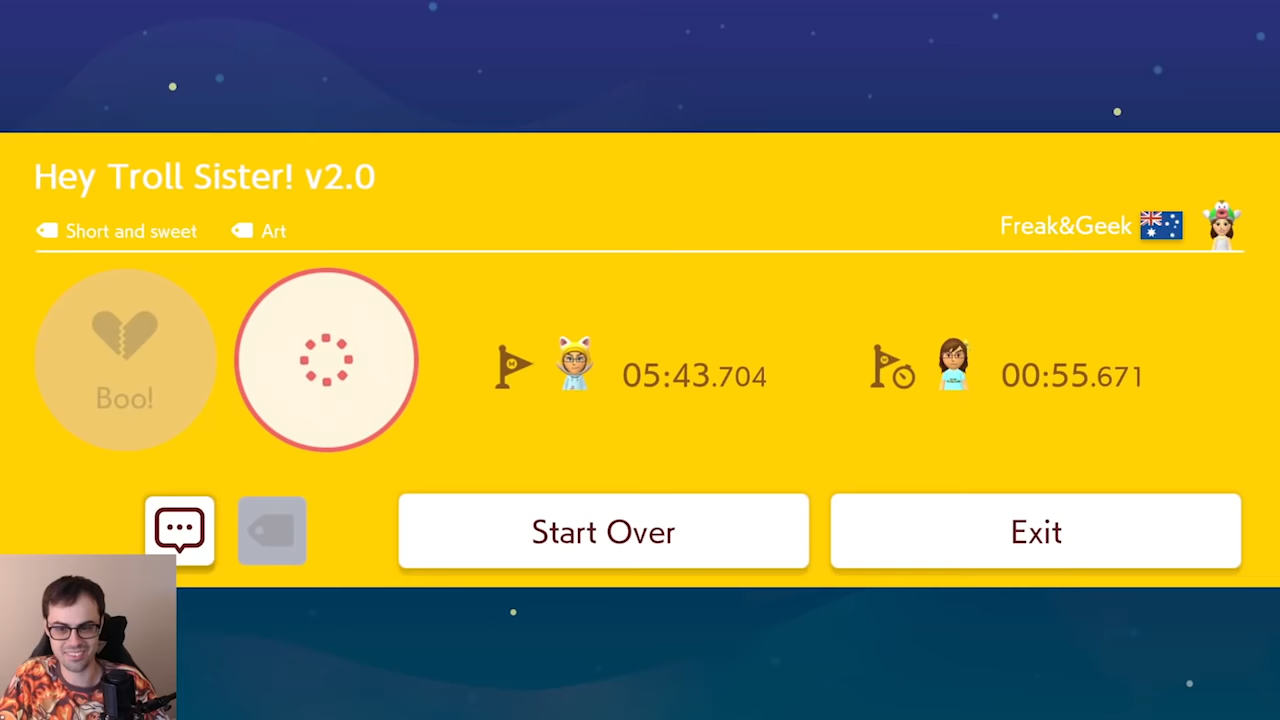 Hey Troll Sister! v2.0
Short and sweet
Art
Freak&Geek
Boo!
M
05:43.704
M
00:55.671
Start Over
Exit